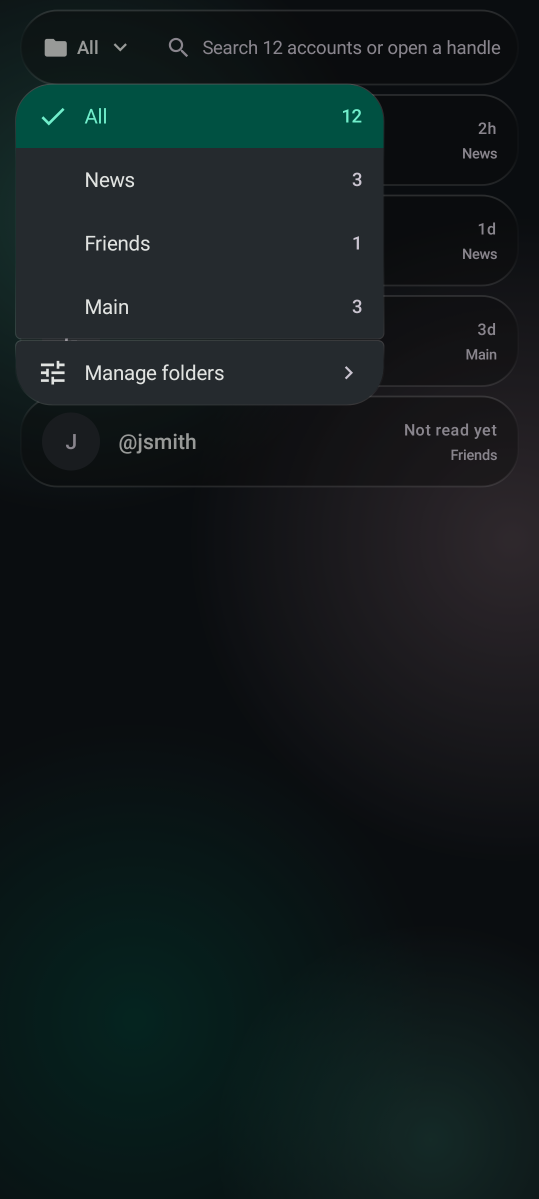 All
Search 12 accounts or open a handle
All 12
News 3
Friends 1
Main 3
Manage folders
2h
News
1d
News
3d
Main
J
@jsmith
Not read yet
Friends